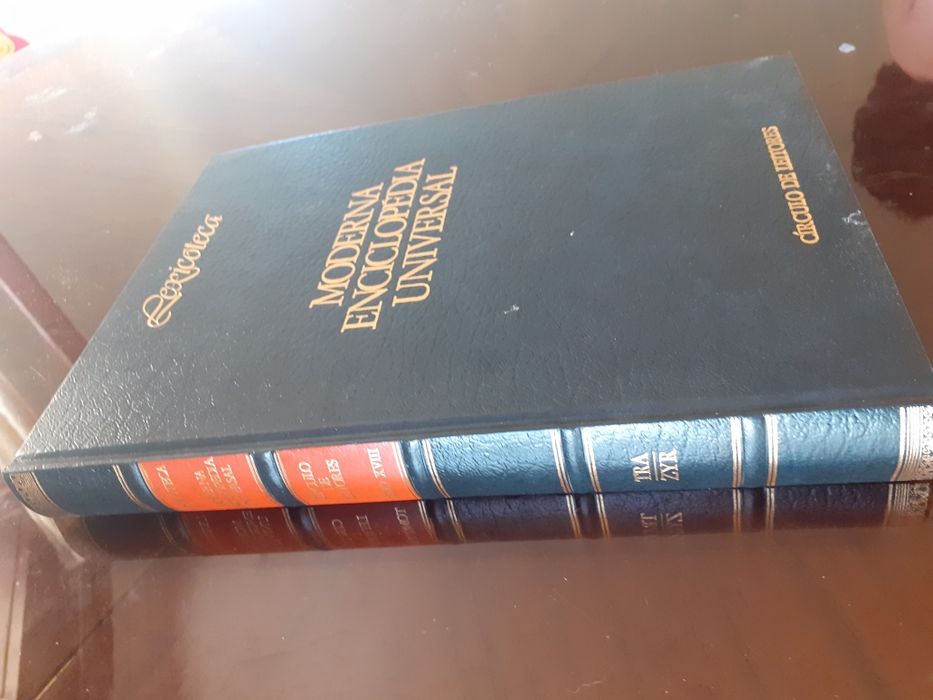 Lexicoteca
MODERNA
ENCICLOPÉDIA
UNIVERSAL
CÍRCULO DE LEITORES
E
XVIII
TRA
ZYR